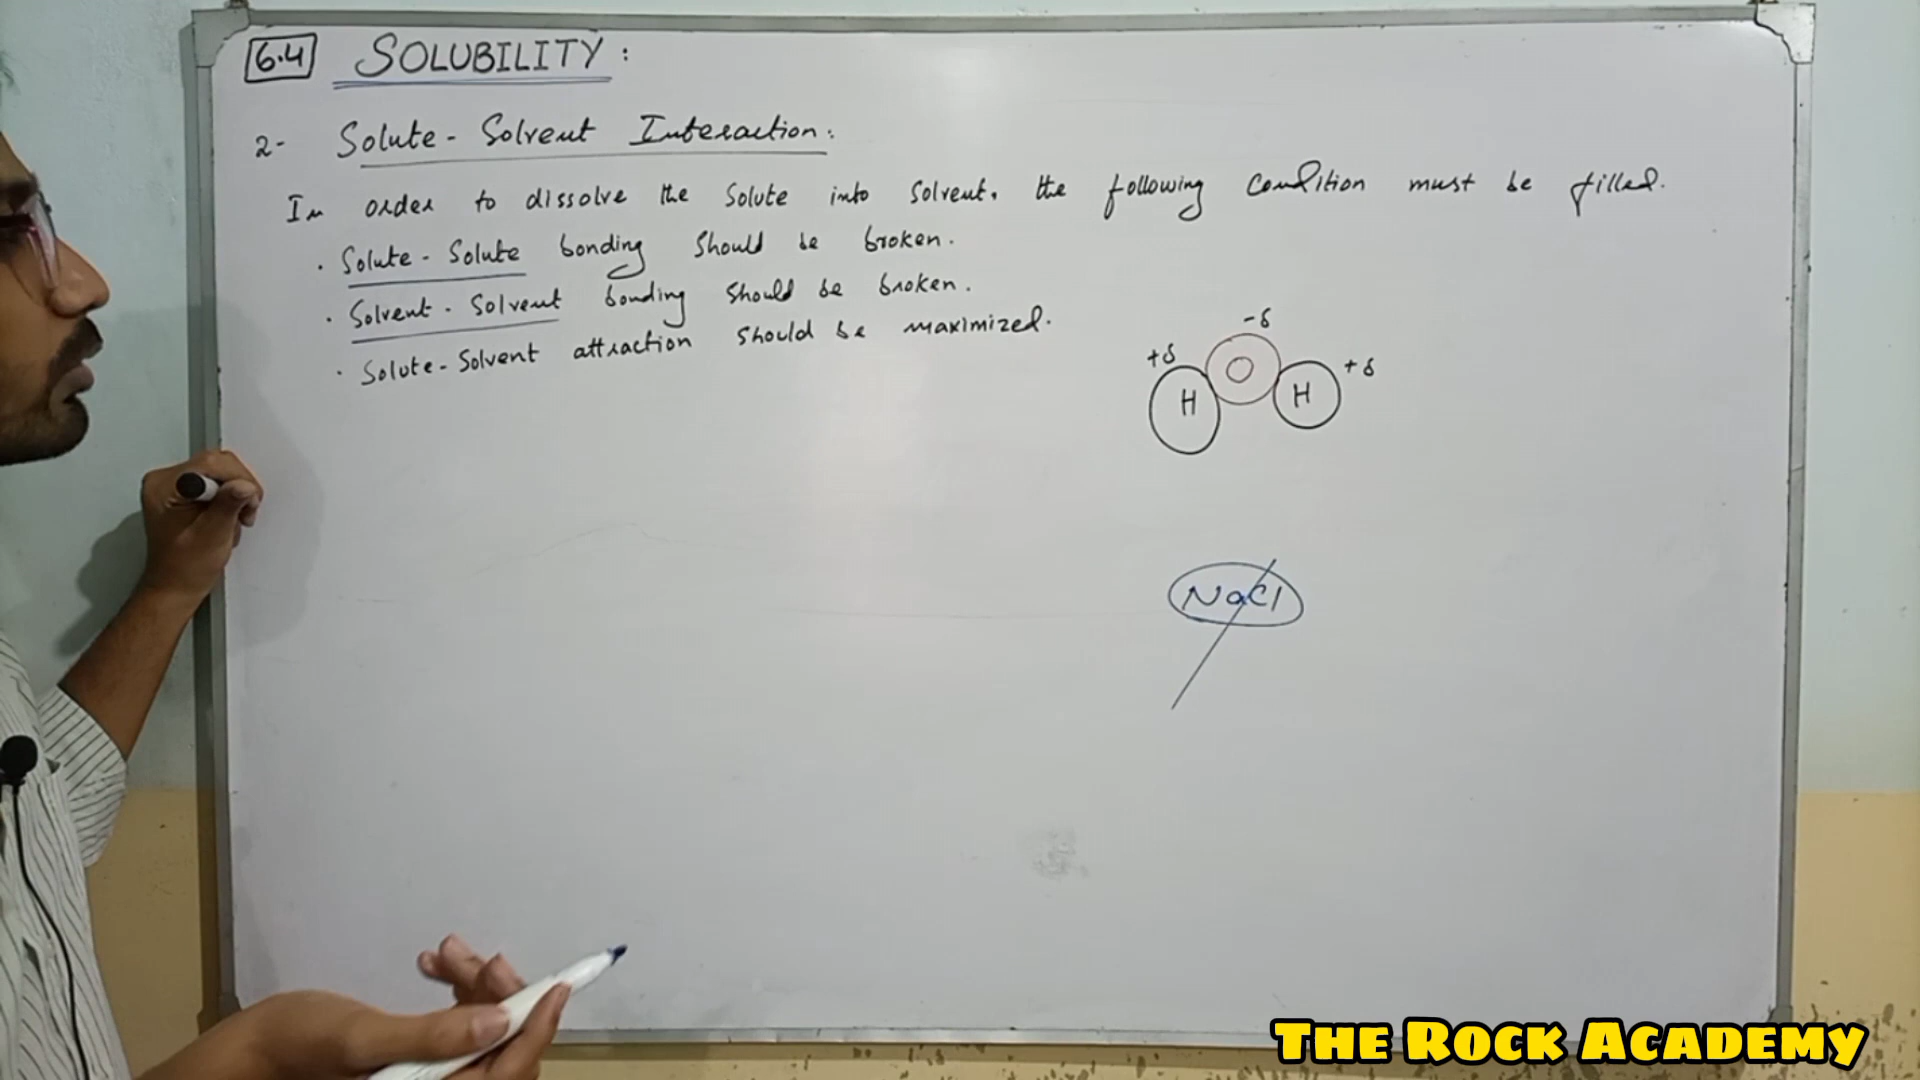 6.4 SOLUBILITY :
2- Solute - Solvent Interaction:
In order to dissolve the Solute into Solvent, the following Condition must be filled.
· Solute - Solute bonding should be broken.
· Solvent - Solvent bonding should be broken.
· Solute - Solvent attraction should be maximized.
-δ
+δ +δ
H O H
NaCl
THE ROCK ACADEMY